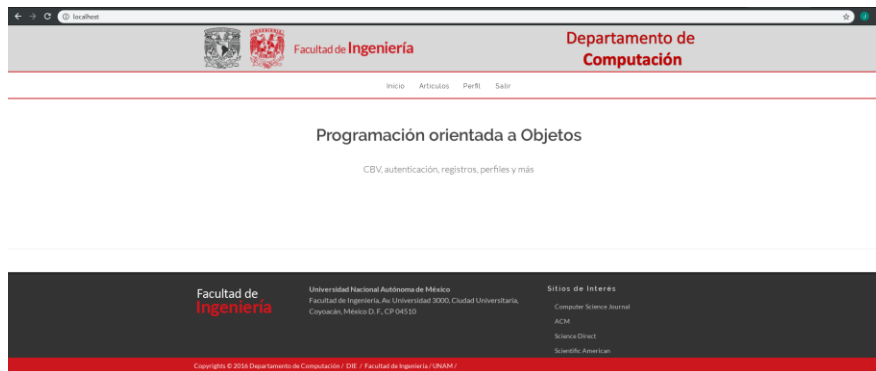 localhost
INGENIERIA
Facultad de Ingeniería
Departamento de
Computación
Inicio Artículos Perfil Salir
Programación orientada a Objetos
CBV, autenticación, registros, perfiles y más
Facultad de
Ingeniería
Universidad Nacional Autónoma de México
Facultad de Ingeniería, Av. Universidad 3000, Ciudad Universitaria,
Coyoacán, México D. F., CP 04510
Sitios de Interés
Computer Science Journal
ACM
Science Direct
Scientific American
Copyrights © 2016 Departamento de Computación / DIE / Facultad de Ingeniería / UNAM /